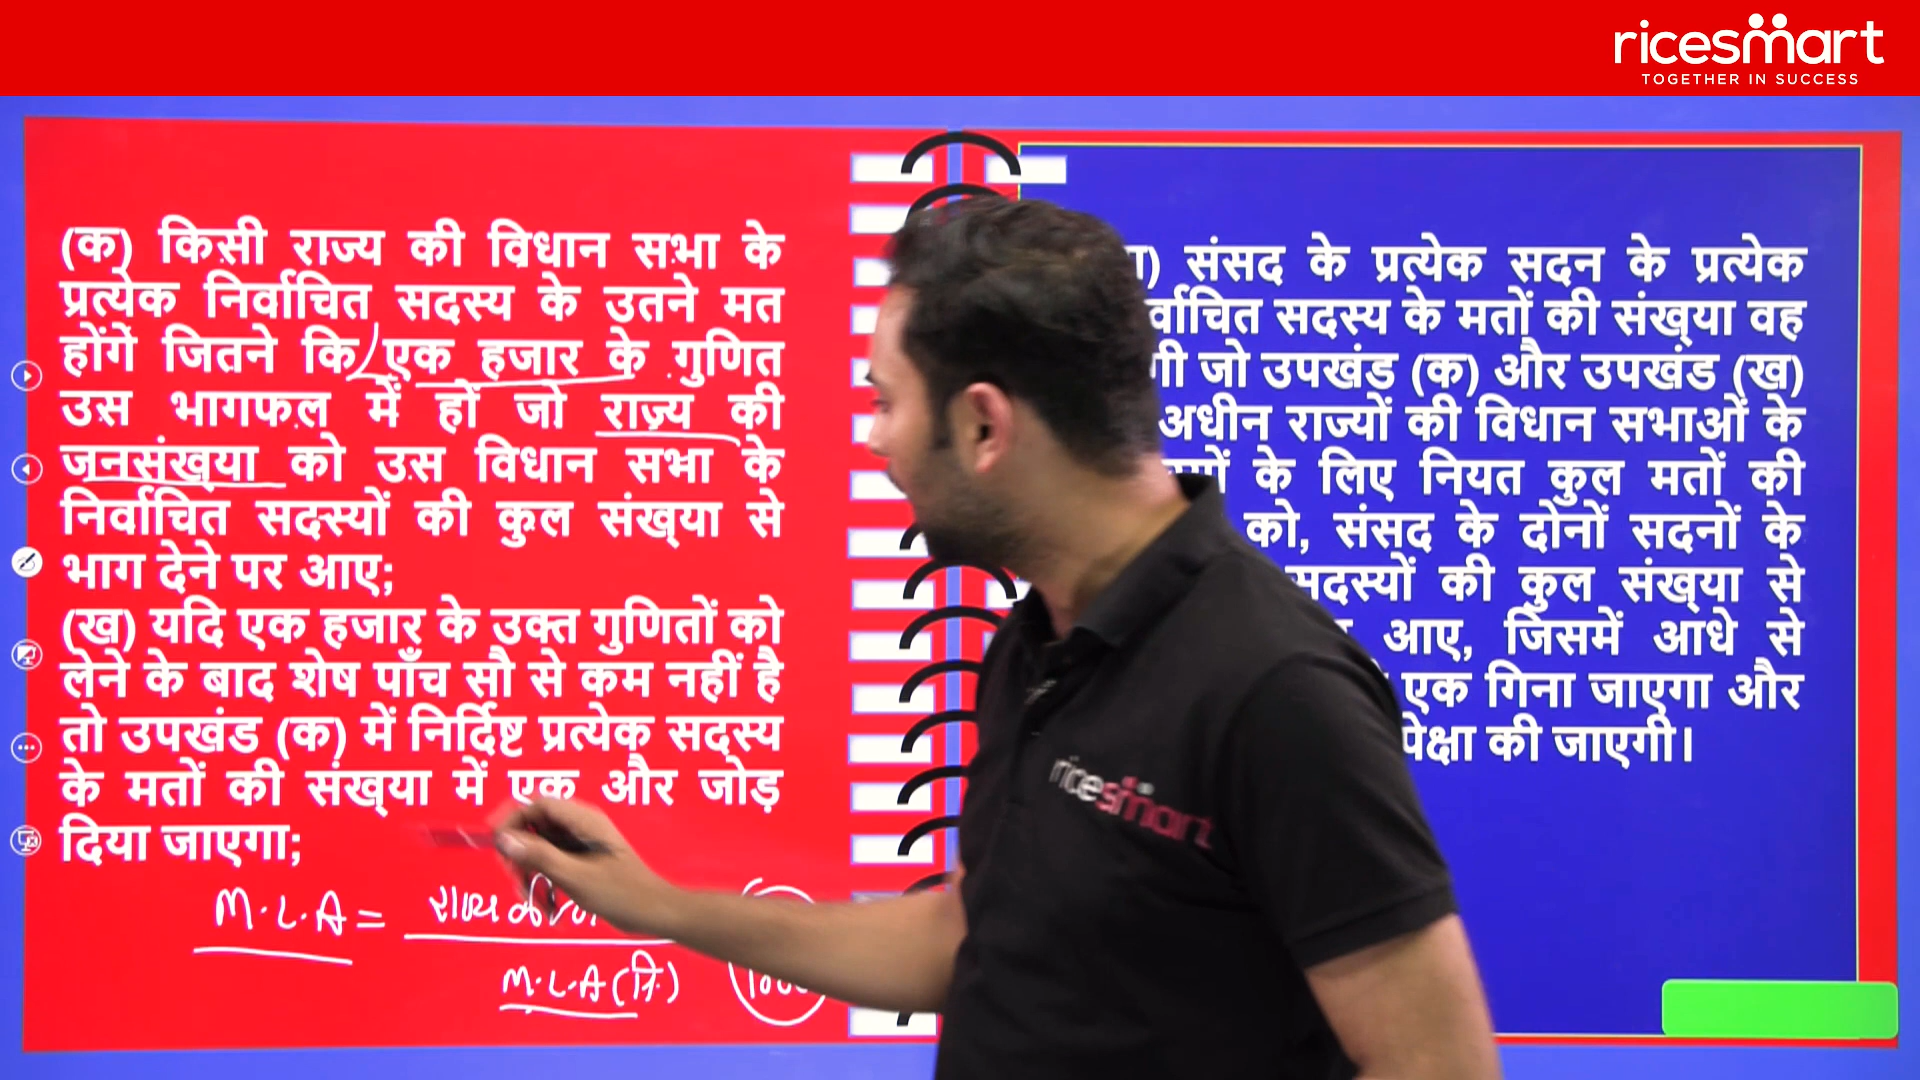 ricesmart
TOGETHER IN SUCCESS
(क) किसी राज्य की विधान सभा के
प्रत्येक निर्वाचित सदस्य के उतने मत
होंगें जितने कि एक हजार के गुणित
उस भागफल में हों जो राज्य की
जनसंख्या को उस विधान सभा के
निर्वाचित सदस्यों की कुल संख्या से
भाग देने पर आए;
(ख) यदि एक हजार के उक्त गुणितों को
लेने के बाद शेष पाँच सौ से कम नहीं है
तो उपखंड (क) में निर्दिष्ट प्रत्येक सदस्य
के मतों की संख्या में एक और जोड़
दिया जाएगा;
M.L.A =
राज्य की
M.L.A (नि.)
संसद के प्रत्येक सदन के प्रत्येक
सदस्य के मतों की संख्या वह
जो उपखंड (क) और उपखंड (ख)
अधीन राज्यों की विधान सभाओं के
के लिए नियत कुल मतों की
को, संसद के दोनों सदनों के
सदस्यों की कुल संख्या से
आए, जिसमें आधे से
एक गिना जाएगा और
की जाएगी।
ricesmart